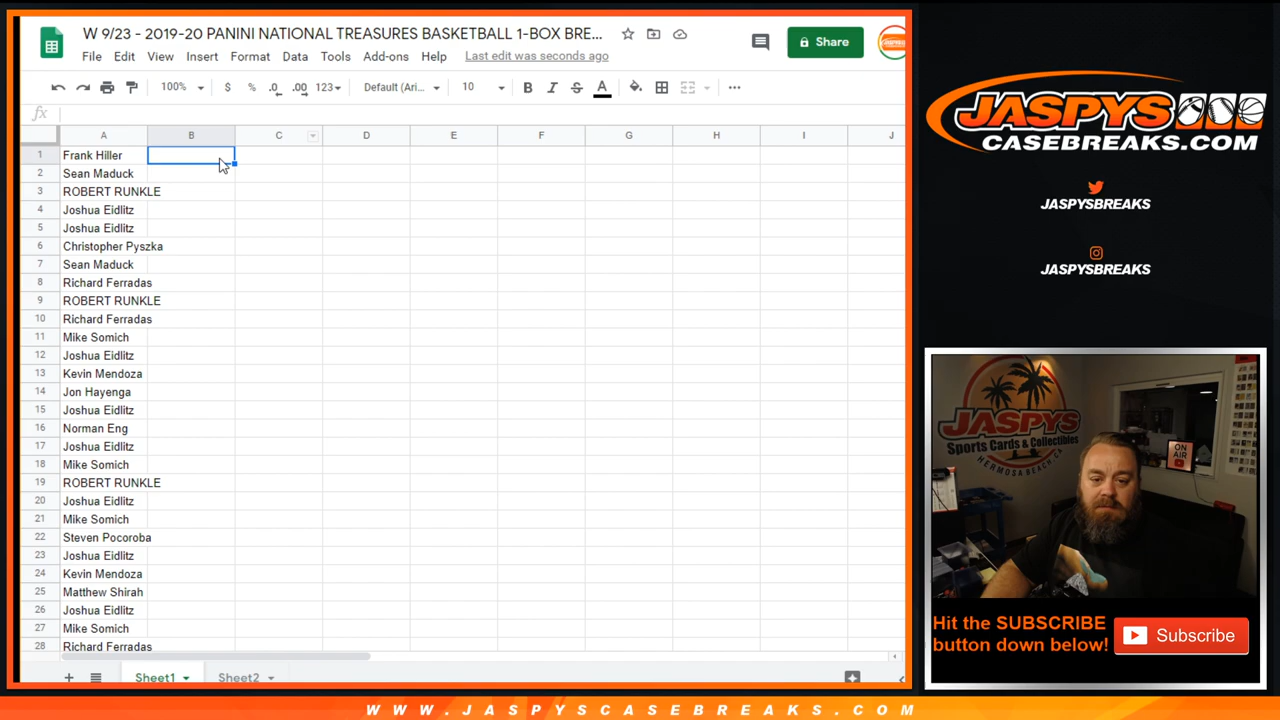 W 9/23 - 2019-20 PANINI NATIONAL TREASURES BASKETBALL 1-BOX BRE...
File Edit View Insert Format Data Tools Add-ons Help Last edit was seconds ago
Share
100% $ % .0 .00 123 Default (Ari... 10 B I S A
fx
A B C D E F G H I J
1 Frank Hiller
2 Sean Maduck
3 ROBERT RUNKLE
4 Joshua Eidlitz
5 Joshua Eidlitz
6 Christopher Pyszka
7 Sean Maduck
8 Richard Ferradas
9 ROBERT RUNKLE
10 Richard Ferradas
11 Mike Somich
12 Joshua Eidlitz
13 Kevin Mendoza
14 Jon Hayenga
15 Joshua Eidlitz
16 Norman Eng
17 Joshua Eidlitz
18 Mike Somich
19 ROBERT RUNKLE
20 Joshua Eidlitz
21 Mike Somich
22 Steven Pocoroba
23 Joshua Eidlitz
24 Kevin Mendoza
25 Matthew Shirah
26 Joshua Eidlitz
27 Mike Somich
28 Richard Ferradas
Sheet1 Sheet2
JASPYS
CASEBREAKS.COM
JASPYSBREAKS
JASPYSBREAKS
JASPYS
Sports Cards & Collectibles
HERMOSA BEACH, CA
ON
AIR
Hit the SUBSCRIBE
button down below!
Subscribe
WWW.JASPYSCASEBREAKS.COM